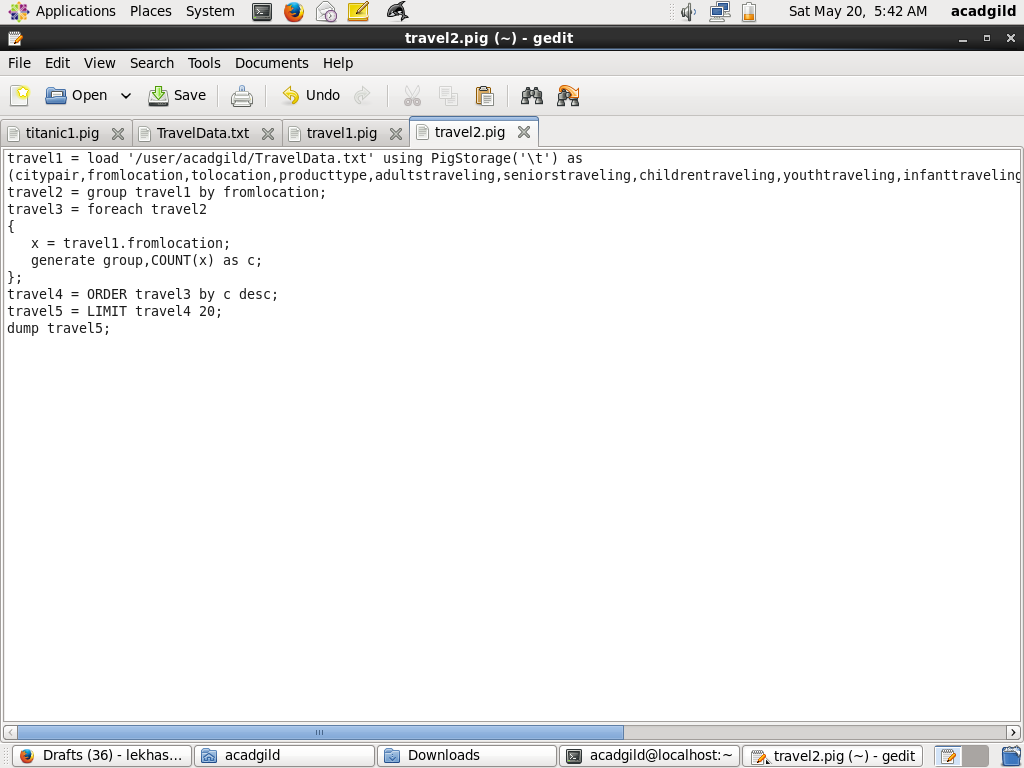 Applications Places System Sat May 20, 5:42 AM acadgild
travel2.pig (~) - gedit
File Edit View Search Tools Documents Help
Open Save Undo
titanic1.pig TravelData.txt travel1.pig travel2.pig
travel1 = load '/user/acadgild/TravelData.txt' using PigStorage('\t') as
(citypair,fromlocation,tolocation,producttype,adultstraveling,seniorstraveling,childrentraveling,youthtraveling,infanttraveling
travel2 = group travel1 by fromlocation;
travel3 = foreach travel2
{
x = travel1.fromlocation;
generate group,COUNT(x) as c;
};
travel4 = ORDER travel3 by c desc;
travel5 = LIMIT travel4 20;
dump travel5;
Drafts (36) - lekhas... acadgild Downloads acadgild@localhost:~ travel2.pig (~) - gedit